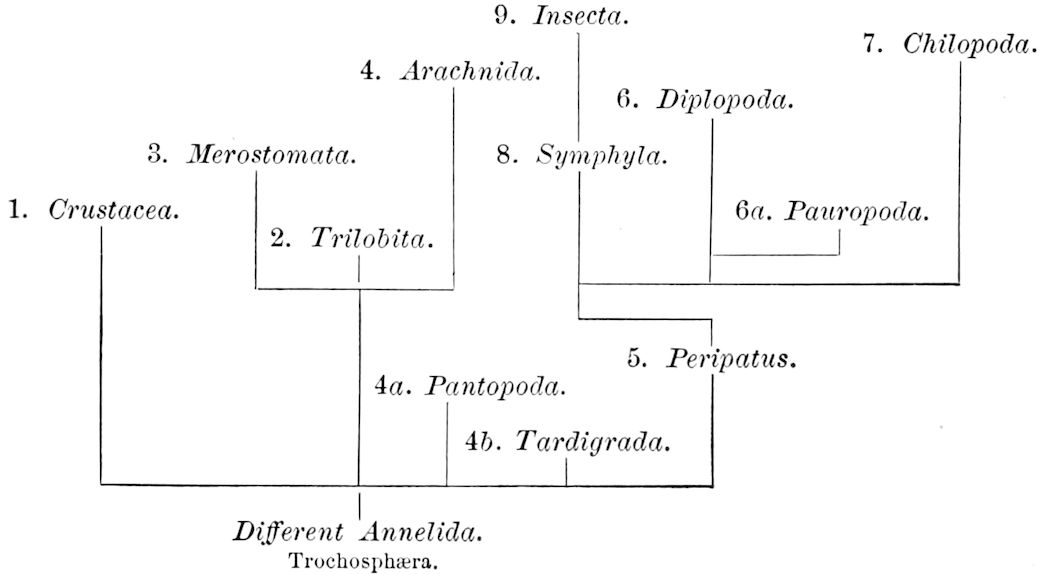 9. Insecta.
7. Chilopoda.
4. Arachnida.
6. Diplopoda.
3. Merostomata.
8. Symphyla.
1. Crustacea.
6a. Pauropoda.
2. Trilobita.
5. Peripatus.
4a. Pantopoda.
4b. Tardigrada.
Different Annelida.
Trochosphæra.